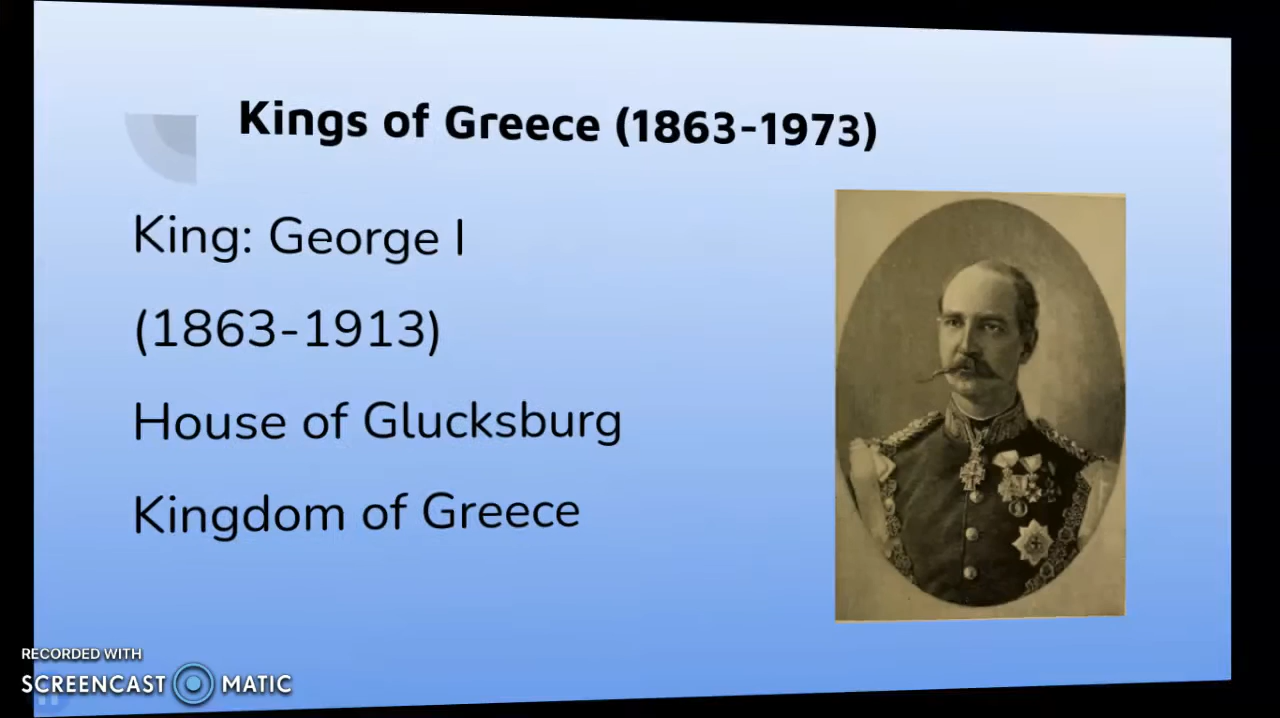 Kings of Greece (1863-1973)
King: George I
(1863-1913)
House of Glucksburg
Kingdom of Greece
RECORDED WITH
SCREENCAST MATIC